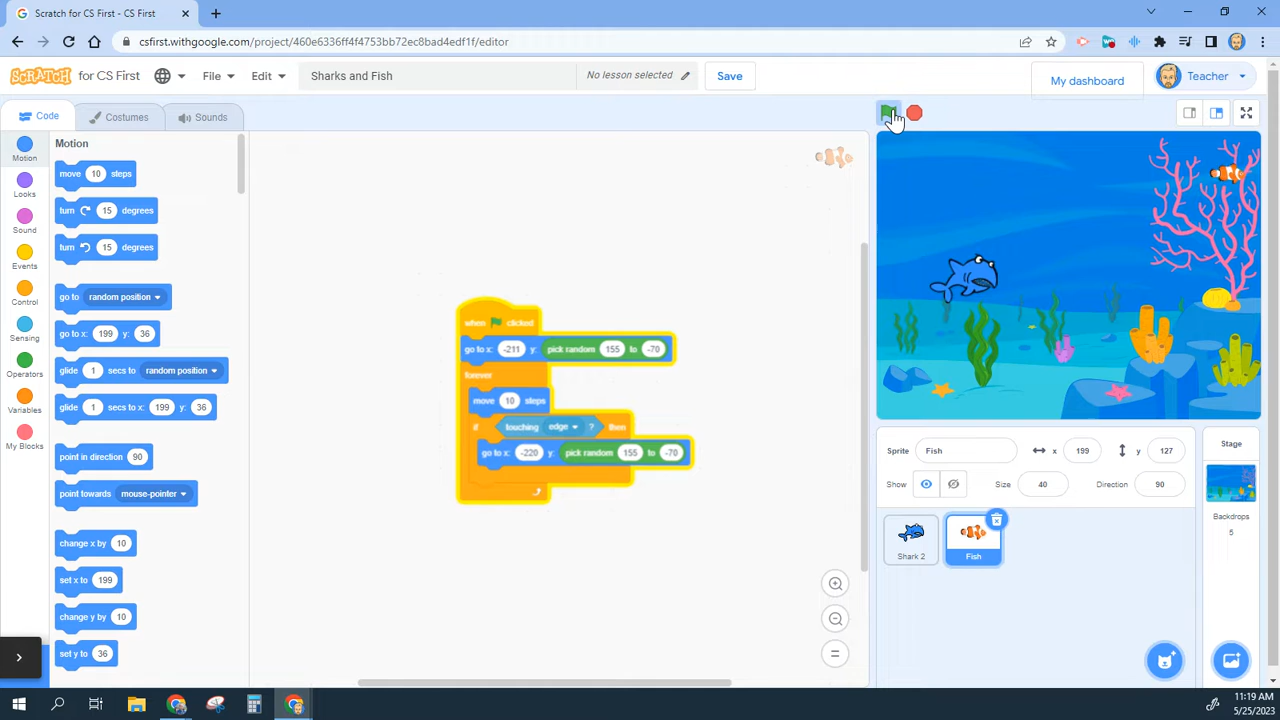 Scratch for CS First
csfirst.withgoogle.com/project/460e6336ff4f4753bb72ec8bad4edf1f/editor
SCRATCH for CS First File Edit Sharks and Fish No lesson selected Save My dashboard Teacher
Code Costumes Sounds
Motion
Looks
Sound
Events
Control
Sensing
Operators
Variables
My Blocks
Motion
move 10 steps
turn 15 degrees
turn 15 degrees
go to random position
go to x: 199 y: 36
glide 1 secs to random position
glide 1 secs to x: 199 y: 36
point in direction 90
point towards mouse-pointer
change x by 10
set x to 199
change y by 10
set y to 36
when clicked
go to x: -211 y: pick random 155 to -70
forever
move 10 steps
if touching edge ? then
go to x: -220 y: pick random 155 to -70
Sprite Fish x 199 y 127
Show Size 40 Direction 90
Shark 2
Fish
Stage
Backdrops
5
11:19 AM
5/25/2023